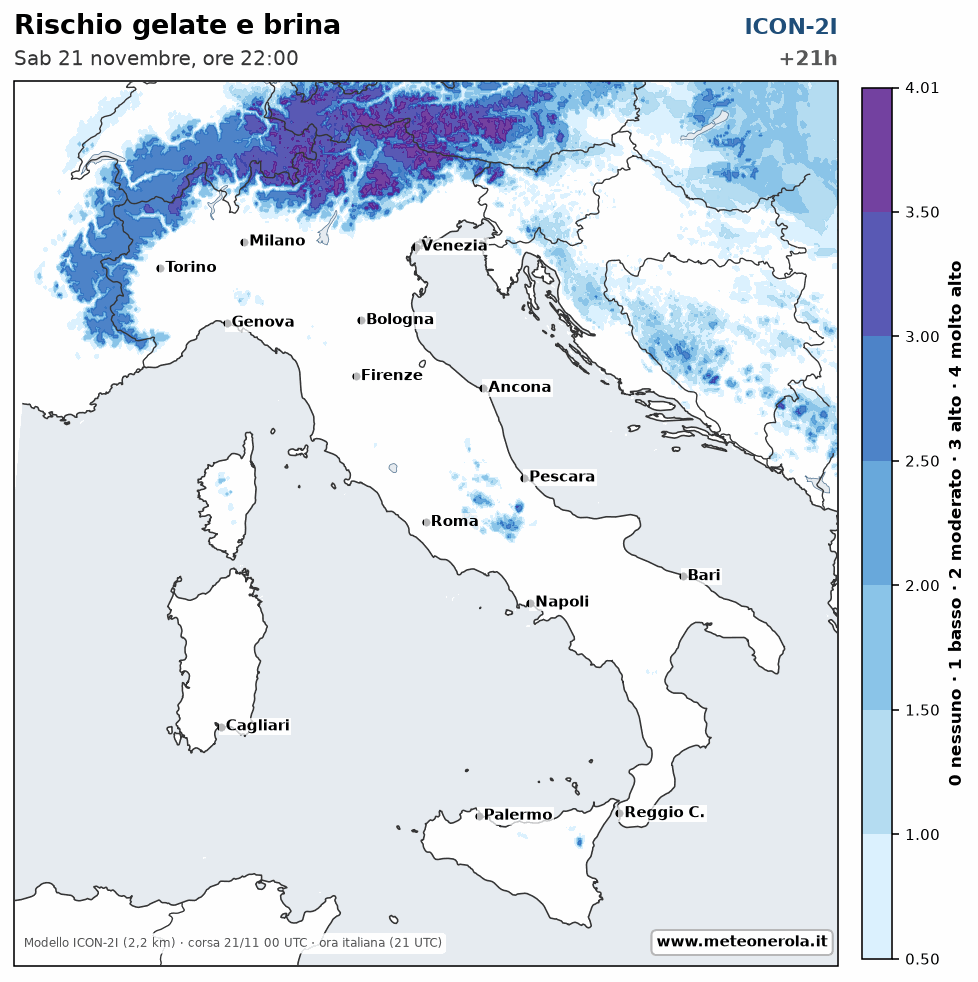 Rischio gelate e brina
ICON-2I
Sab 21 novembre, ore 22:00
+21h
4.01
3.50
3.00
2.50
2.00
1.50
1.00
0.50
0 nessuno · 1 basso · 2 moderato · 3 alto · 4 molto alto
Milano
Venezia
Torino
Genova
Bologna
Firenze
Ancona
Pescara
Roma
Bari
Napoli
Cagliari
Palermo
Reggio C.
Modello ICON-2I (2,2 km) · corsa 21/11 00 UTC · ora italiana (21 UTC)
www.meteonerola.it